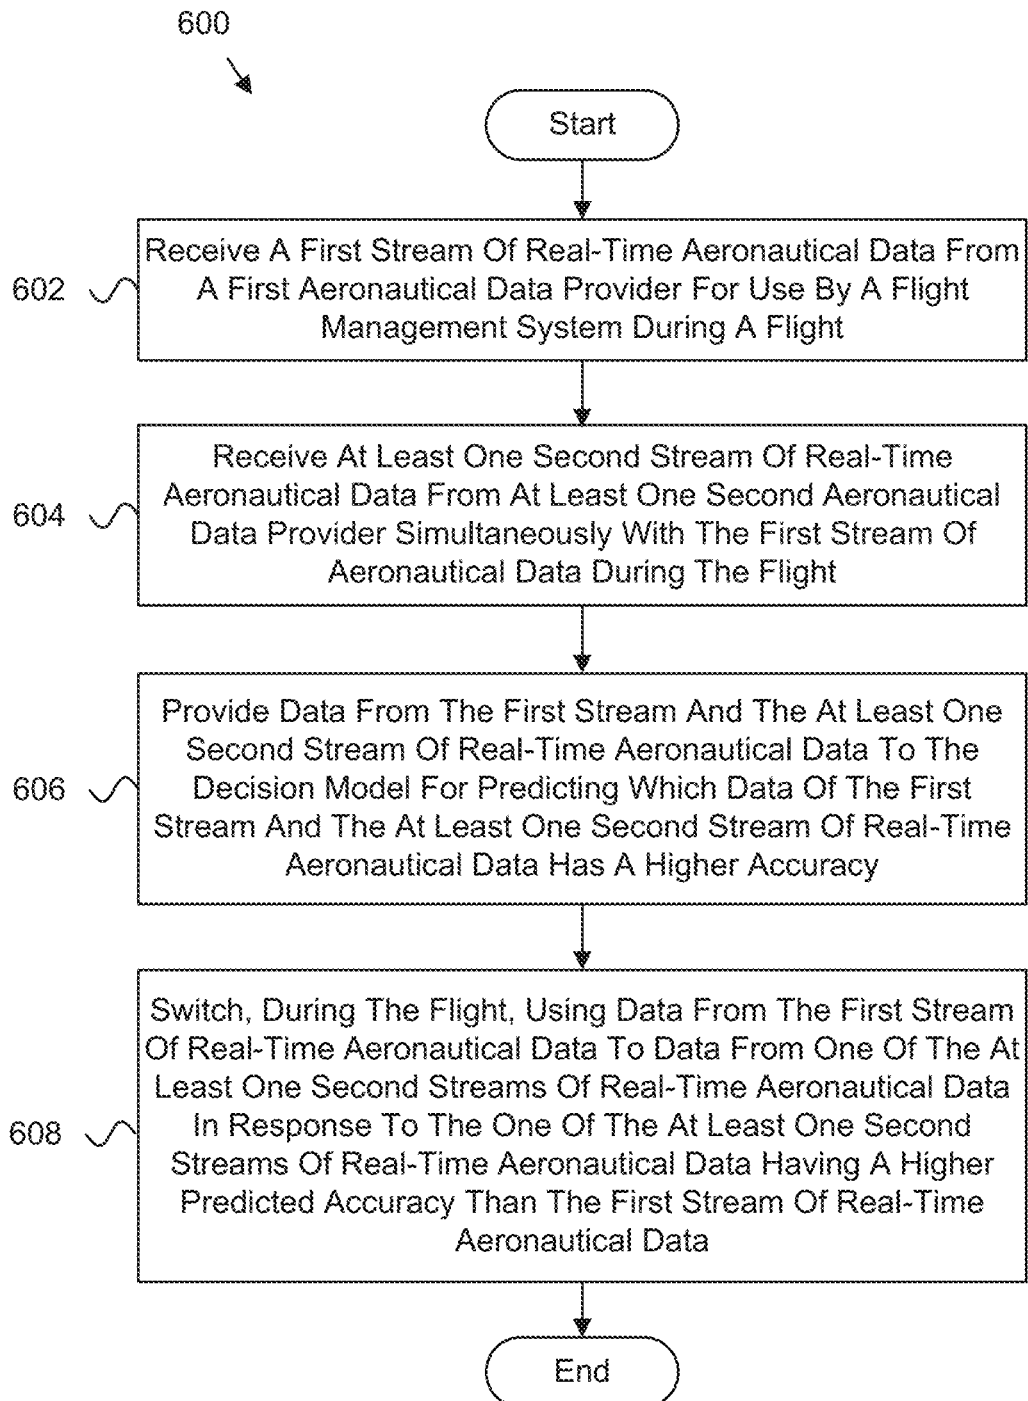 600
Start
602
Receive A First Stream Of Real-Time Aeronautical Data From
A First Aeronautical Data Provider For Use By A Flight
Management System During A Flight
604
Receive At Least One Second Stream Of Real-Time
Aeronautical Data From At Least One Second Aeronautical
Data Provider Simultaneously With The First Stream Of
Aeronautical Data During The Flight
606
Provide Data From The First Stream And The At Least One
Second Stream Of Real-Time Aeronautical Data To The
Decision Model For Predicting Which Data Of The First
Stream And The At Least One Second Stream Of Real-Time
Aeronautical Data Has A Higher Accuracy
608
Switch, During The Flight, Using Data From The First Stream
Of Real-Time Aeronautical Data To Data From One Of The At
Least One Second Streams Of Real-Time Aeronautical Data
In Response To The One Of The At Least One Second
Streams Of Real-Time Aeronautical Data Having A Higher
Predicted Accuracy Than The First Stream Of Real-Time
Aeronautical Data
End